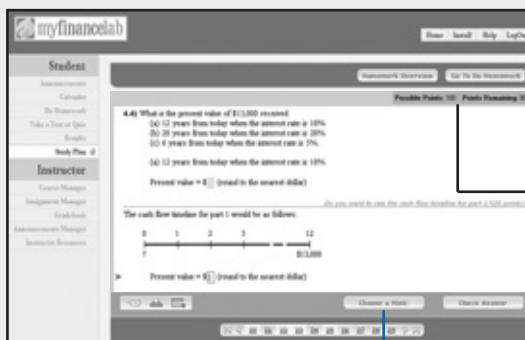 myfinancelab
Home Install Help LogOut
Student
Announcements
Calendar
Do Homework
Take a Test or Quiz
Results
Study Plan
Instructor
Course Manager
Assignment Manager
Gradebook
Announcements Manager
Instructor Resources
Homework Overview Go To Do Homework
Possible Points: 100 Points Remaining
4.4) What is the present value of $13,000 received
(a) 12 years from today when the interest rate is 10%
(b) 20 years from today when the interest rate is 20%
(c) 6 years from today when the interest rate is 5%
(a) 12 years from today when the interest rate is 10%
Present value = $ (round to the nearest dollar)
Do you want to see the cash flow timeline for part 1
The cash flow timeline for part 1 would be as follows:
0 1 2 3 12
? $13,000
Present value = $ (round to the nearest dollar)
Choose a Hint Check Answer